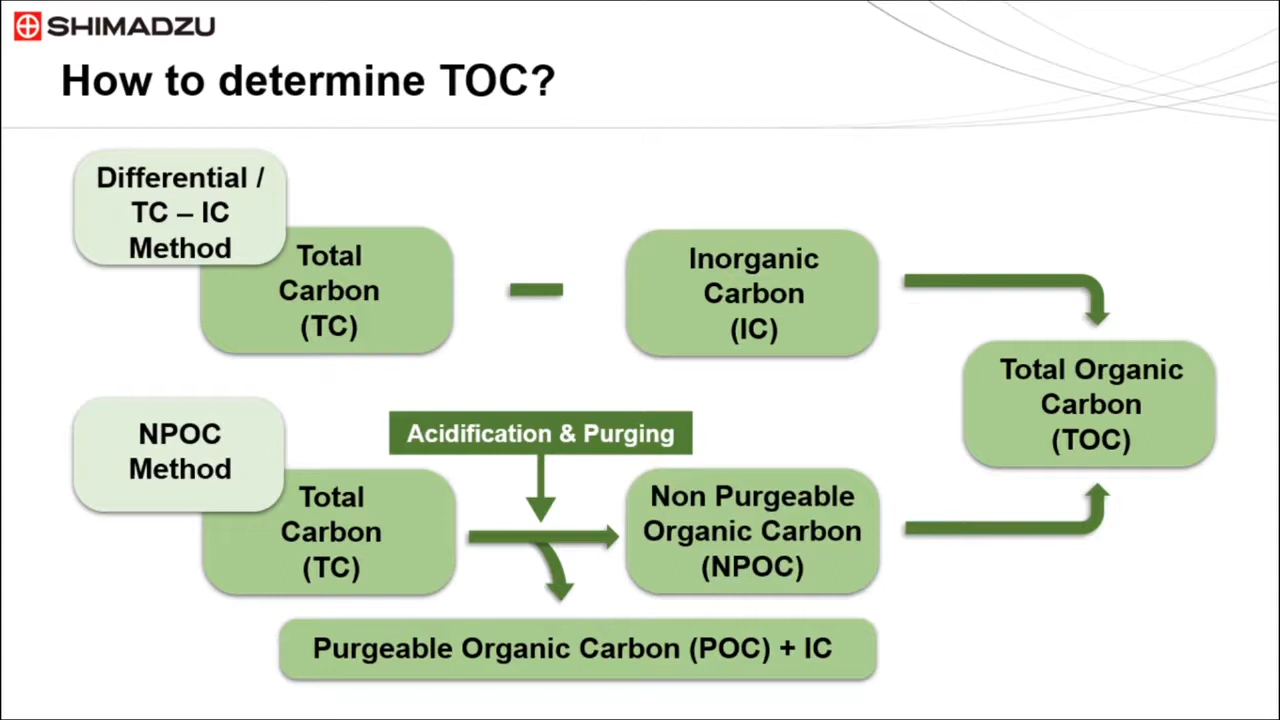 SHIMADZU
How to determine TOC?
Differential /
TC – IC
Method
Total
Carbon
(TC)
Inorganic
Carbon
(IC)
Total Organic
Carbon
(TOC)
NPOC
Method
Acidification & Purging
Total
Carbon
(TC)
Non Purgeable
Organic Carbon
(NPOC)
Purgeable Organic Carbon (POC) + IC